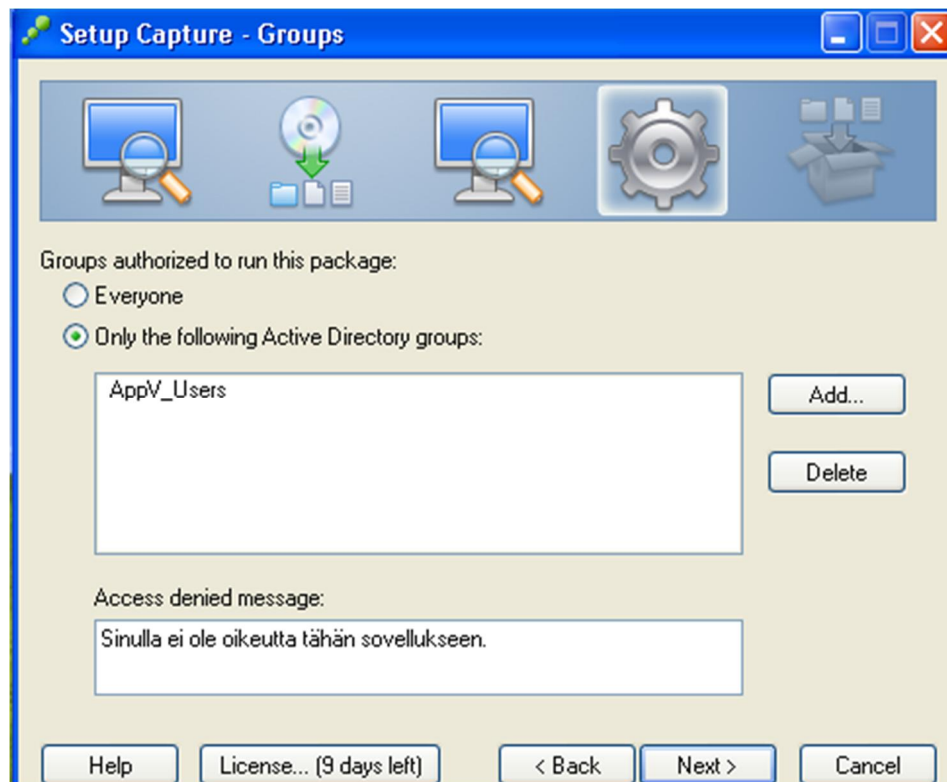 Setup Capture - Groups
Groups authorized to run this package:
Everyone
Only the following Active Directory groups:
AppV_Users
Add...
Delete
Access denied message:
Sinulla ei ole oikeutta tähän sovellukseen.
Help
License... (9 days left)
< Back
Next >
Cancel